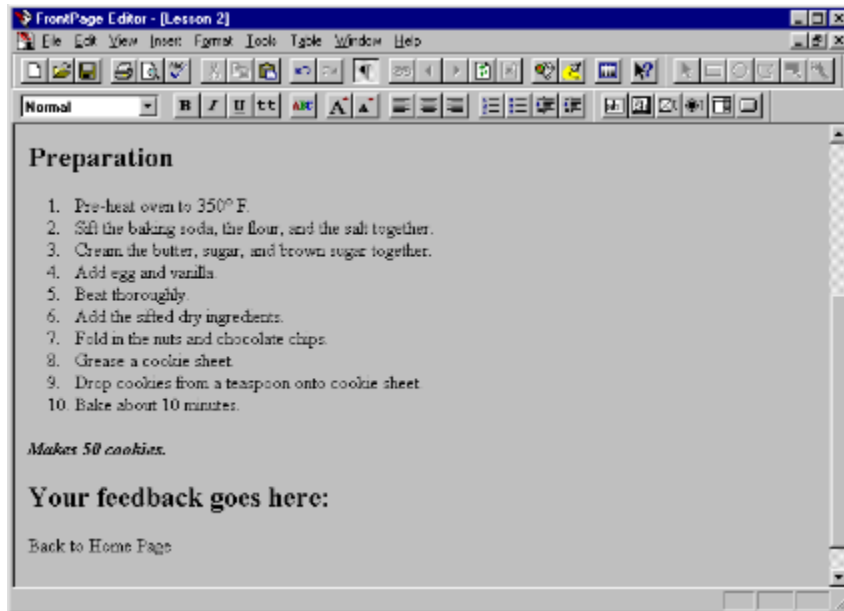 FrontPage Editor - [Lesson 2]
File Edit View Insert Format Tools Table Window Help
Normal B I U tt ABC A A
Preparation
1. Pre-heat oven to 350° F.
2. Sift the baking soda, the flour, and the salt together.
3. Cream the butter, sugar, and brown sugar together.
4. Add egg and vanilla.
5. Beat thoroughly.
6. Add the sifted dry ingredients.
7. Fold in the nuts and chocolate chips.
8. Grease a cookie sheet.
9. Drop cookies from a teaspoon onto cookie sheet.
10. Bake about 10 minutes.
Makes 50 cookies.
Your feedback goes here:
Back to Home Page